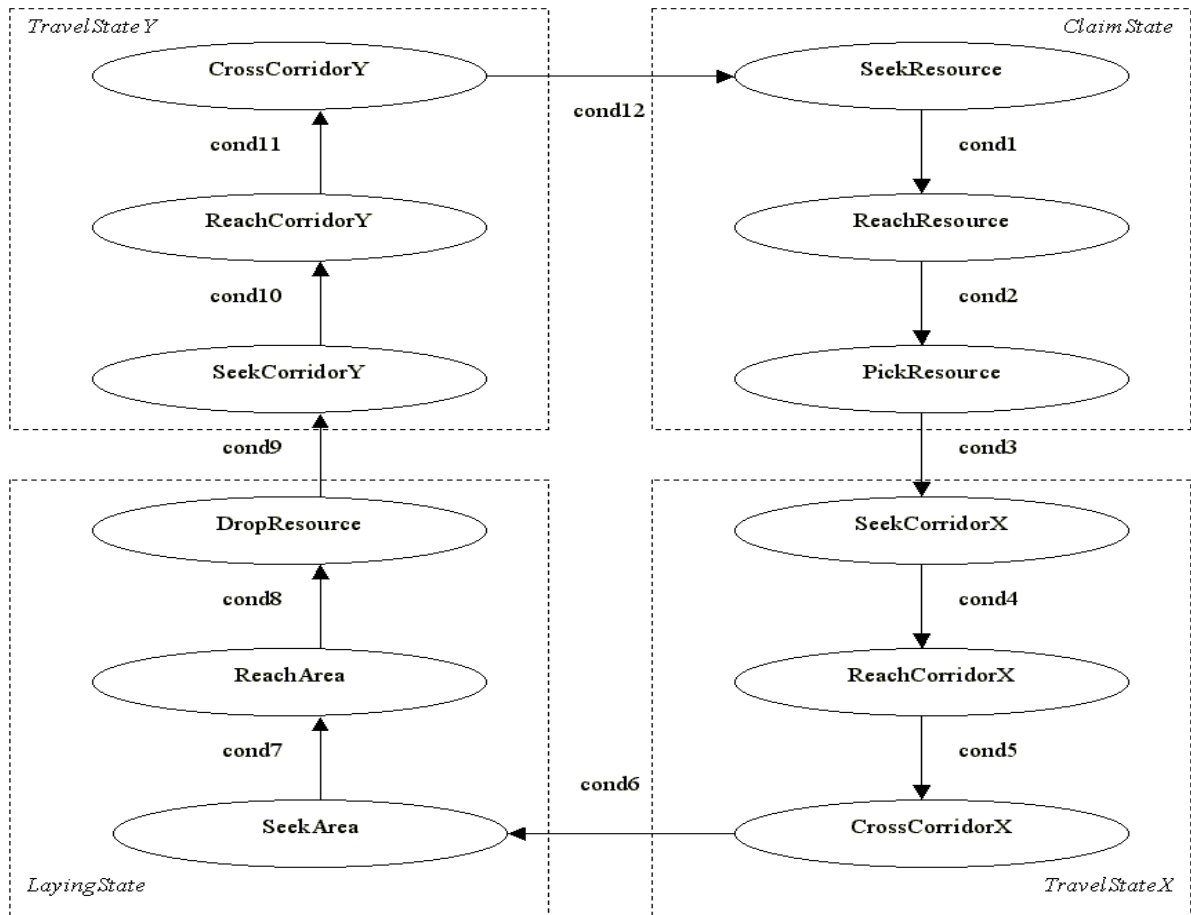 TravelStateY
ClaimState
CrossCorridorY
SeekResource
cond12
cond11
cond1
ReachCorridorY
ReachResource
cond10
cond2
SeekCorridorY
PickResource
cond9
cond3
DropResource
SeekCorridorX
cond8
cond4
ReachArea
ReachCorridorX
cond7
cond5
cond6
SeekArea
CrossCorridorX
LayingState
TravelStateX